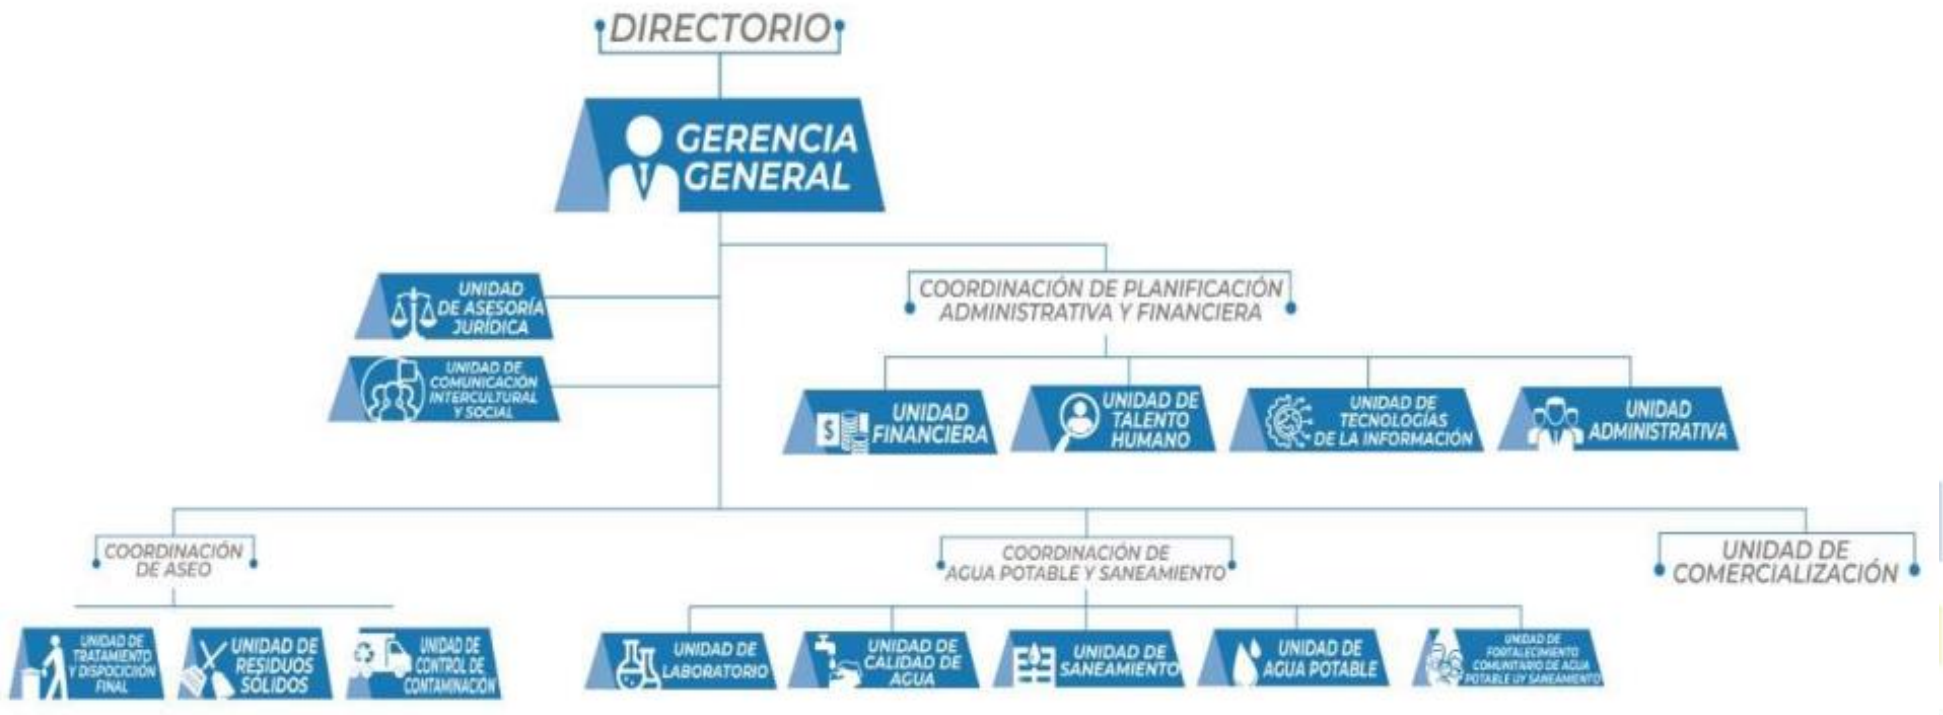 DIRECTORIO
GERENCIA
GENERAL
UNIDAD
DE ASESORÍA
JURÍDICA
UNIDAD DE
COMUNICACIÓN
INTERCULTURAL
Y SOCIAL
COORDINACIÓN DE PLANIFICACIÓN
ADMINISTRATIVA Y FINANCIERA
UNIDAD
FINANCIERA
UNIDAD DE
TALENTO
HUMANO
UNIDAD DE
TECNOLOGÍAS
DE LA INFORMACIÓN
UNIDAD
ADMINISTRATIVA
COORDINACIÓN
DE ASEO
COORDINACIÓN DE
AGUA POTABLE Y SANEAMIENTO
UNIDAD DE
COMERCIALIZACIÓN
UNIDAD DE
TRATAMIENTO
Y DISPOCICIÓN
FINAL
UNIDAD DE
RESIDUOS
SÓLIDOS
UNIDAD DE
CONTROL DE
CONTAMINACIÓN
UNIDAD DE
LABORATORIO
UNIDAD DE
CALIDAD DE
AGUA
UNIDAD DE
SANEAMIENTO
UNIDAD DE
AGUA POTABLE
UNIDAD DE
FORTALECIMIENTO
COMUNITARIO DE AGUA
POTABLE UY SANEAMIENTO